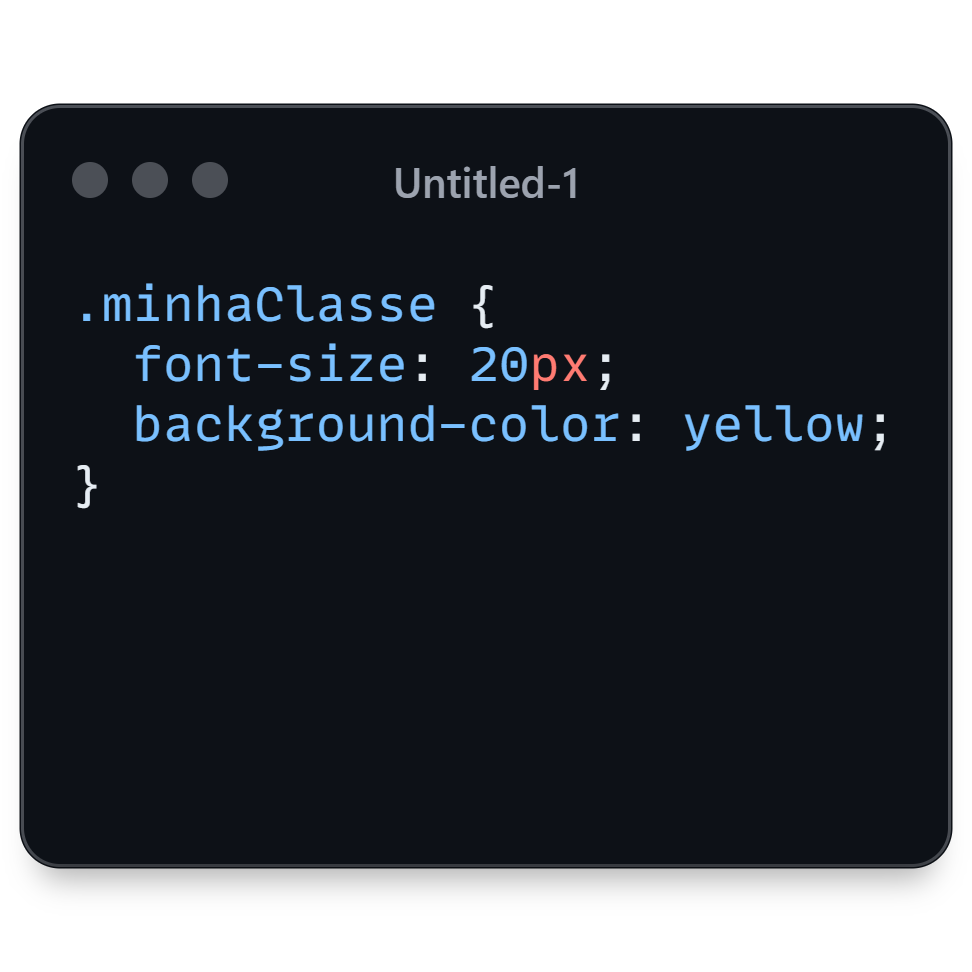 Untitled-1
.minhaClasse {
  font-size: 20px;
  background-color: yellow;
}